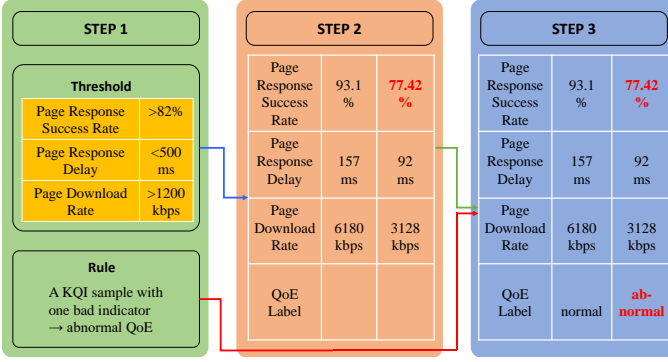 STEP 1
Threshold
Page Response
Success Rate
>82%
Page Response
Delay
<500
ms
Page Download
Rate
>1200
kbps
Rule
A KQI sample with
one bad indicator
→ abnormal QoE
STEP 2
Page
Response
Success
Rate
93.1
%
77.42
%
Page
Response
Delay
157
ms
92
ms
Page
Download
Rate
6180
kbps
3128
kbps
QoE
Label
STEP 3
Page
Response
Success
Rate
93.1
%
77.42
%
Page
Response
Delay
157
ms
92
ms
Page
Download
Rate
6180
kbps
3128
kbps
QoE
Label
normal
ab-
normal